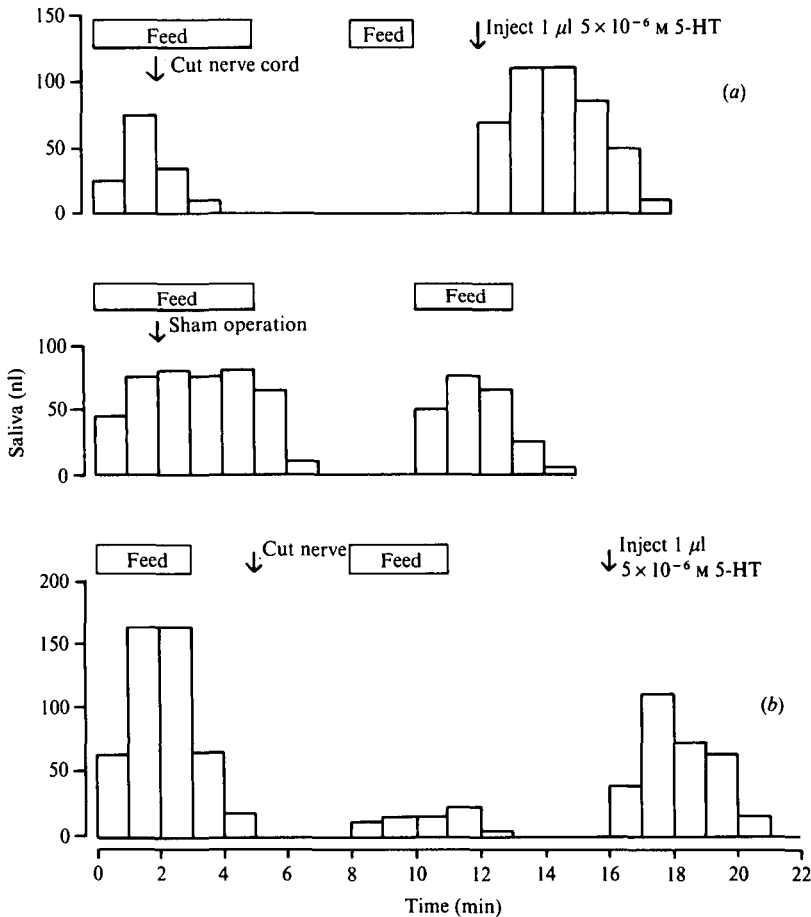 150
100
50
0
Feed
Feed
Inject 1 μl 5 × 10⁻⁶ M 5-HT
Cut nerve cord
(a)
Feed
Feed
Sham operation
100
50
0
Saliva (nl)
Feed
Cut nerve
Feed
Inject 1 μl
5 × 10⁻⁶ M 5-HT
200
150
100
50
0
(b)
0 2 4 6 8 10 12 14 16 18 20 22
Time (min)